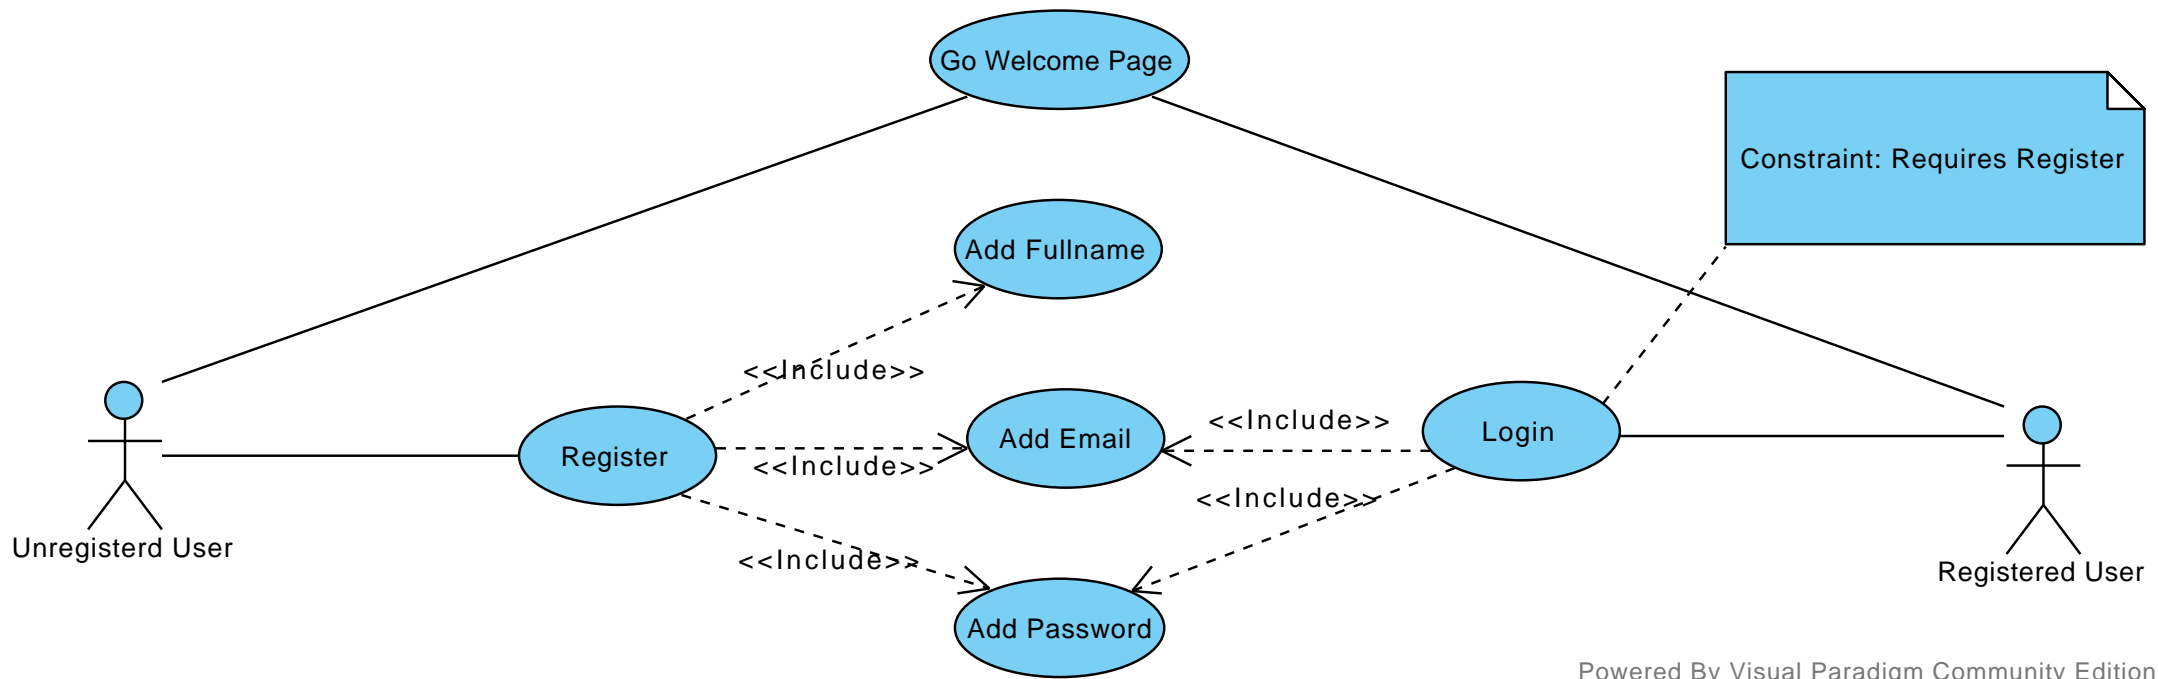 Go Welcome Page
Constraint: Requires Register
Add Fullname
<<Include>>
Add Email
<<Include>>
Login
Register
<<Include>>
<<Include>>
Unregisterd User
<<Include>>
Registered User
Add Password
Powered By Visual Paradigm Community Edition